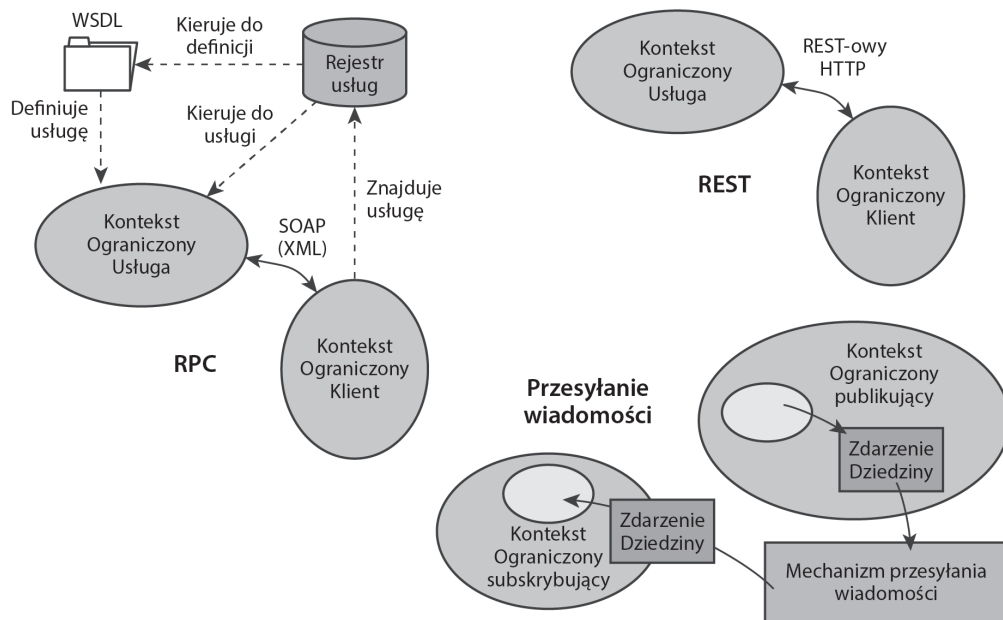 WSDL
Kieruje do
definicji
Rejestr
usług
Definiuje
usługę
Kieruje do
usługi
Znajduje
usługę
Kontekst
Ograniczony
Usługa
SOAP
(XML)
Kontekst
Ograniczony
Klient
RPC
Kontekst
Ograniczony
Usługa
REST-owy
HTTP
Kontekst
Ograniczony
Klient
REST
Przesyłanie
wiadomości
Kontekst
Ograniczony
publikujący
Zdarzenie
Dziedziny
Mechanizm przesyłania
wiadomości
Zdarzenie
Dziedziny
Kontekst
Ograniczony
subskrybujący